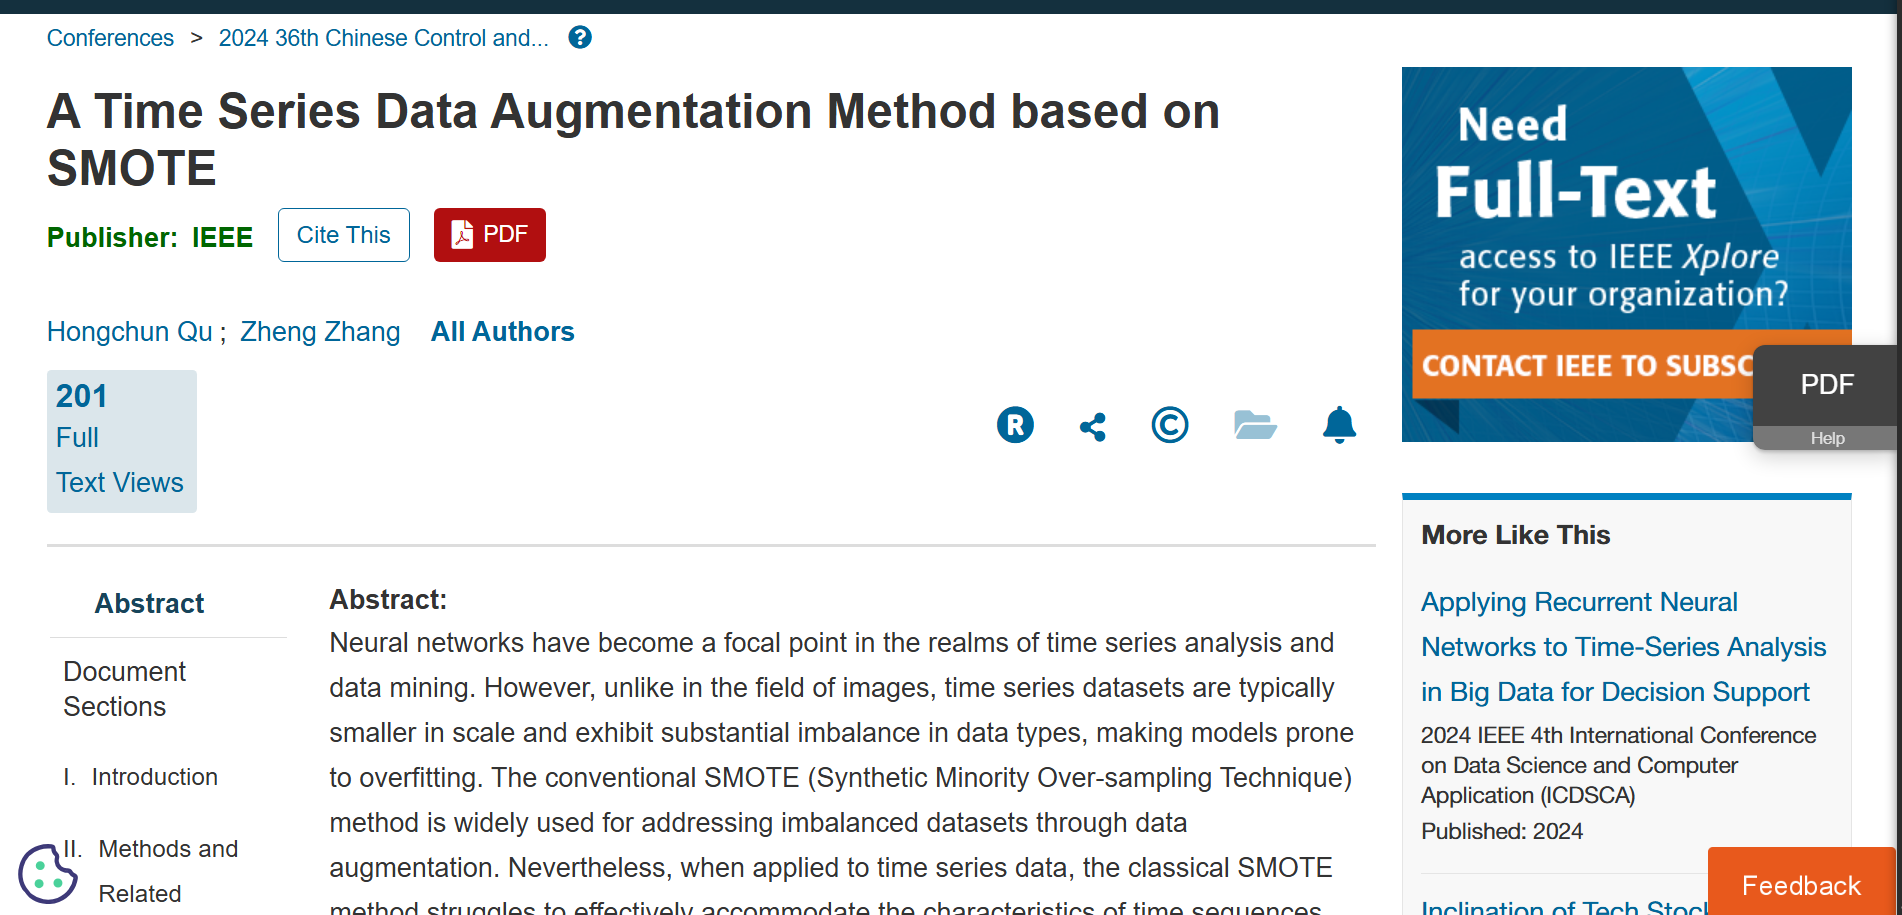 Conferences > 2024 36th Chinese Control and... ?
A Time Series Data Augmentation Method based on
SMOTE
Publisher: IEEE
Cite This
PDF
Hongchun Qu ; Zheng Zhang All Authors
201
Full
Text Views
R
©
Abstract
Document
Sections
I. Introduction
II. Methods and
Related
Abstract:
Neural networks have become a focal point in the realms of time series analysis and
data mining. However, unlike in the field of images, time series datasets are typically
smaller in scale and exhibit substantial imbalance in data types, making models prone
to overfitting. The conventional SMOTE (Synthetic Minority Over-sampling Technique)
method is widely used for addressing imbalanced datasets through data
augmentation. Nevertheless, when applied to time series data, the classical SMOTE
method struggles to effectively accommodate the characteristics of time sequences,
Need
Full-Text
access to IEEE Xplore
for your organization?
CONTACT IEEE TO SUBSC
PDF
Help
More Like This
Applying Recurrent Neural
Networks to Time-Series Analysis
in Big Data for Decision Support
2024 IEEE 4th International Conference
on Data Science and Computer
Application (ICDSCA)
Published: 2024
Inclination of Tech Stock
Feedback